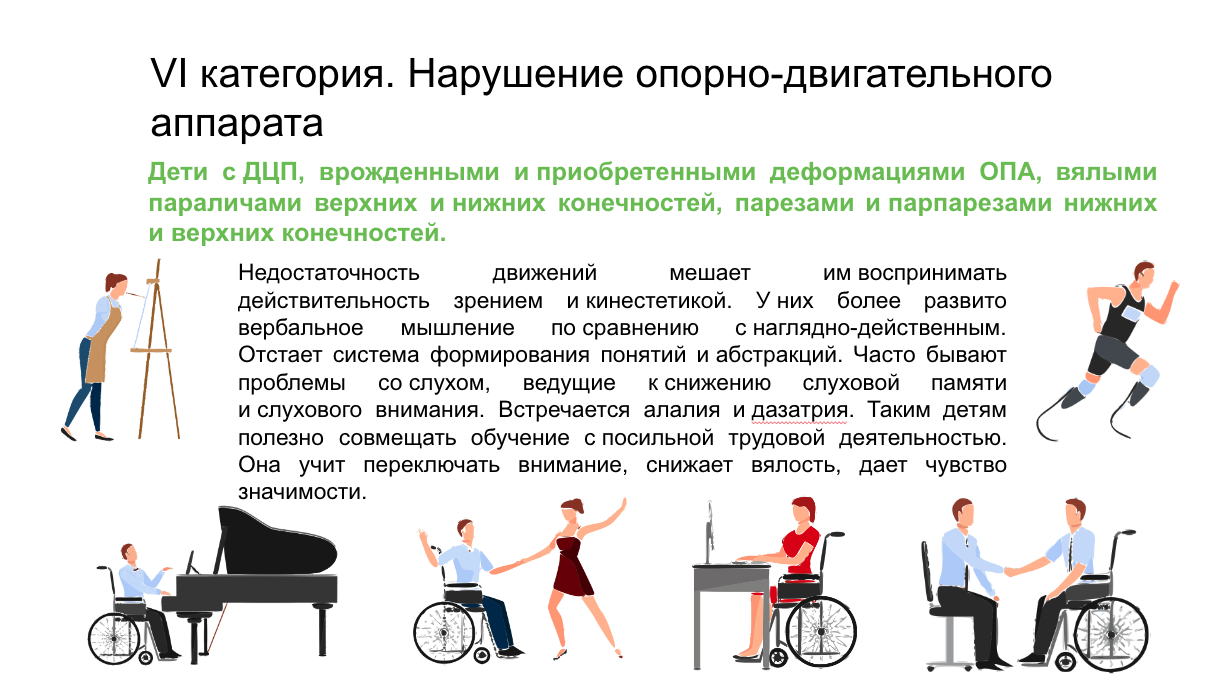 VI категория. Нарушение опорно-двигательного
аппарата
Дети с ДЦП, врожденными и приобретенными деформациями ОПА, вялыми
параличами верхних и нижних конечностей, парезами и парпарезами нижних
и верхних конечностей.
Недостаточность движений мешает им воспринимать
действительность зрением и кинестетикой. У них более развито
вербальное мышление по сравнению с наглядно-действенным.
Отстает система формирования понятий и абстракций. Часто бывают
проблемы со слухом, ведущие к снижению слуховой памяти
и слухового внимания. Встречается алалия и дазатрия. Таким детям
полезно совмещать обучение с посильной трудовой деятельностью.
Она учит переключать внимание, снижает вялость, дает чувство
значимости.